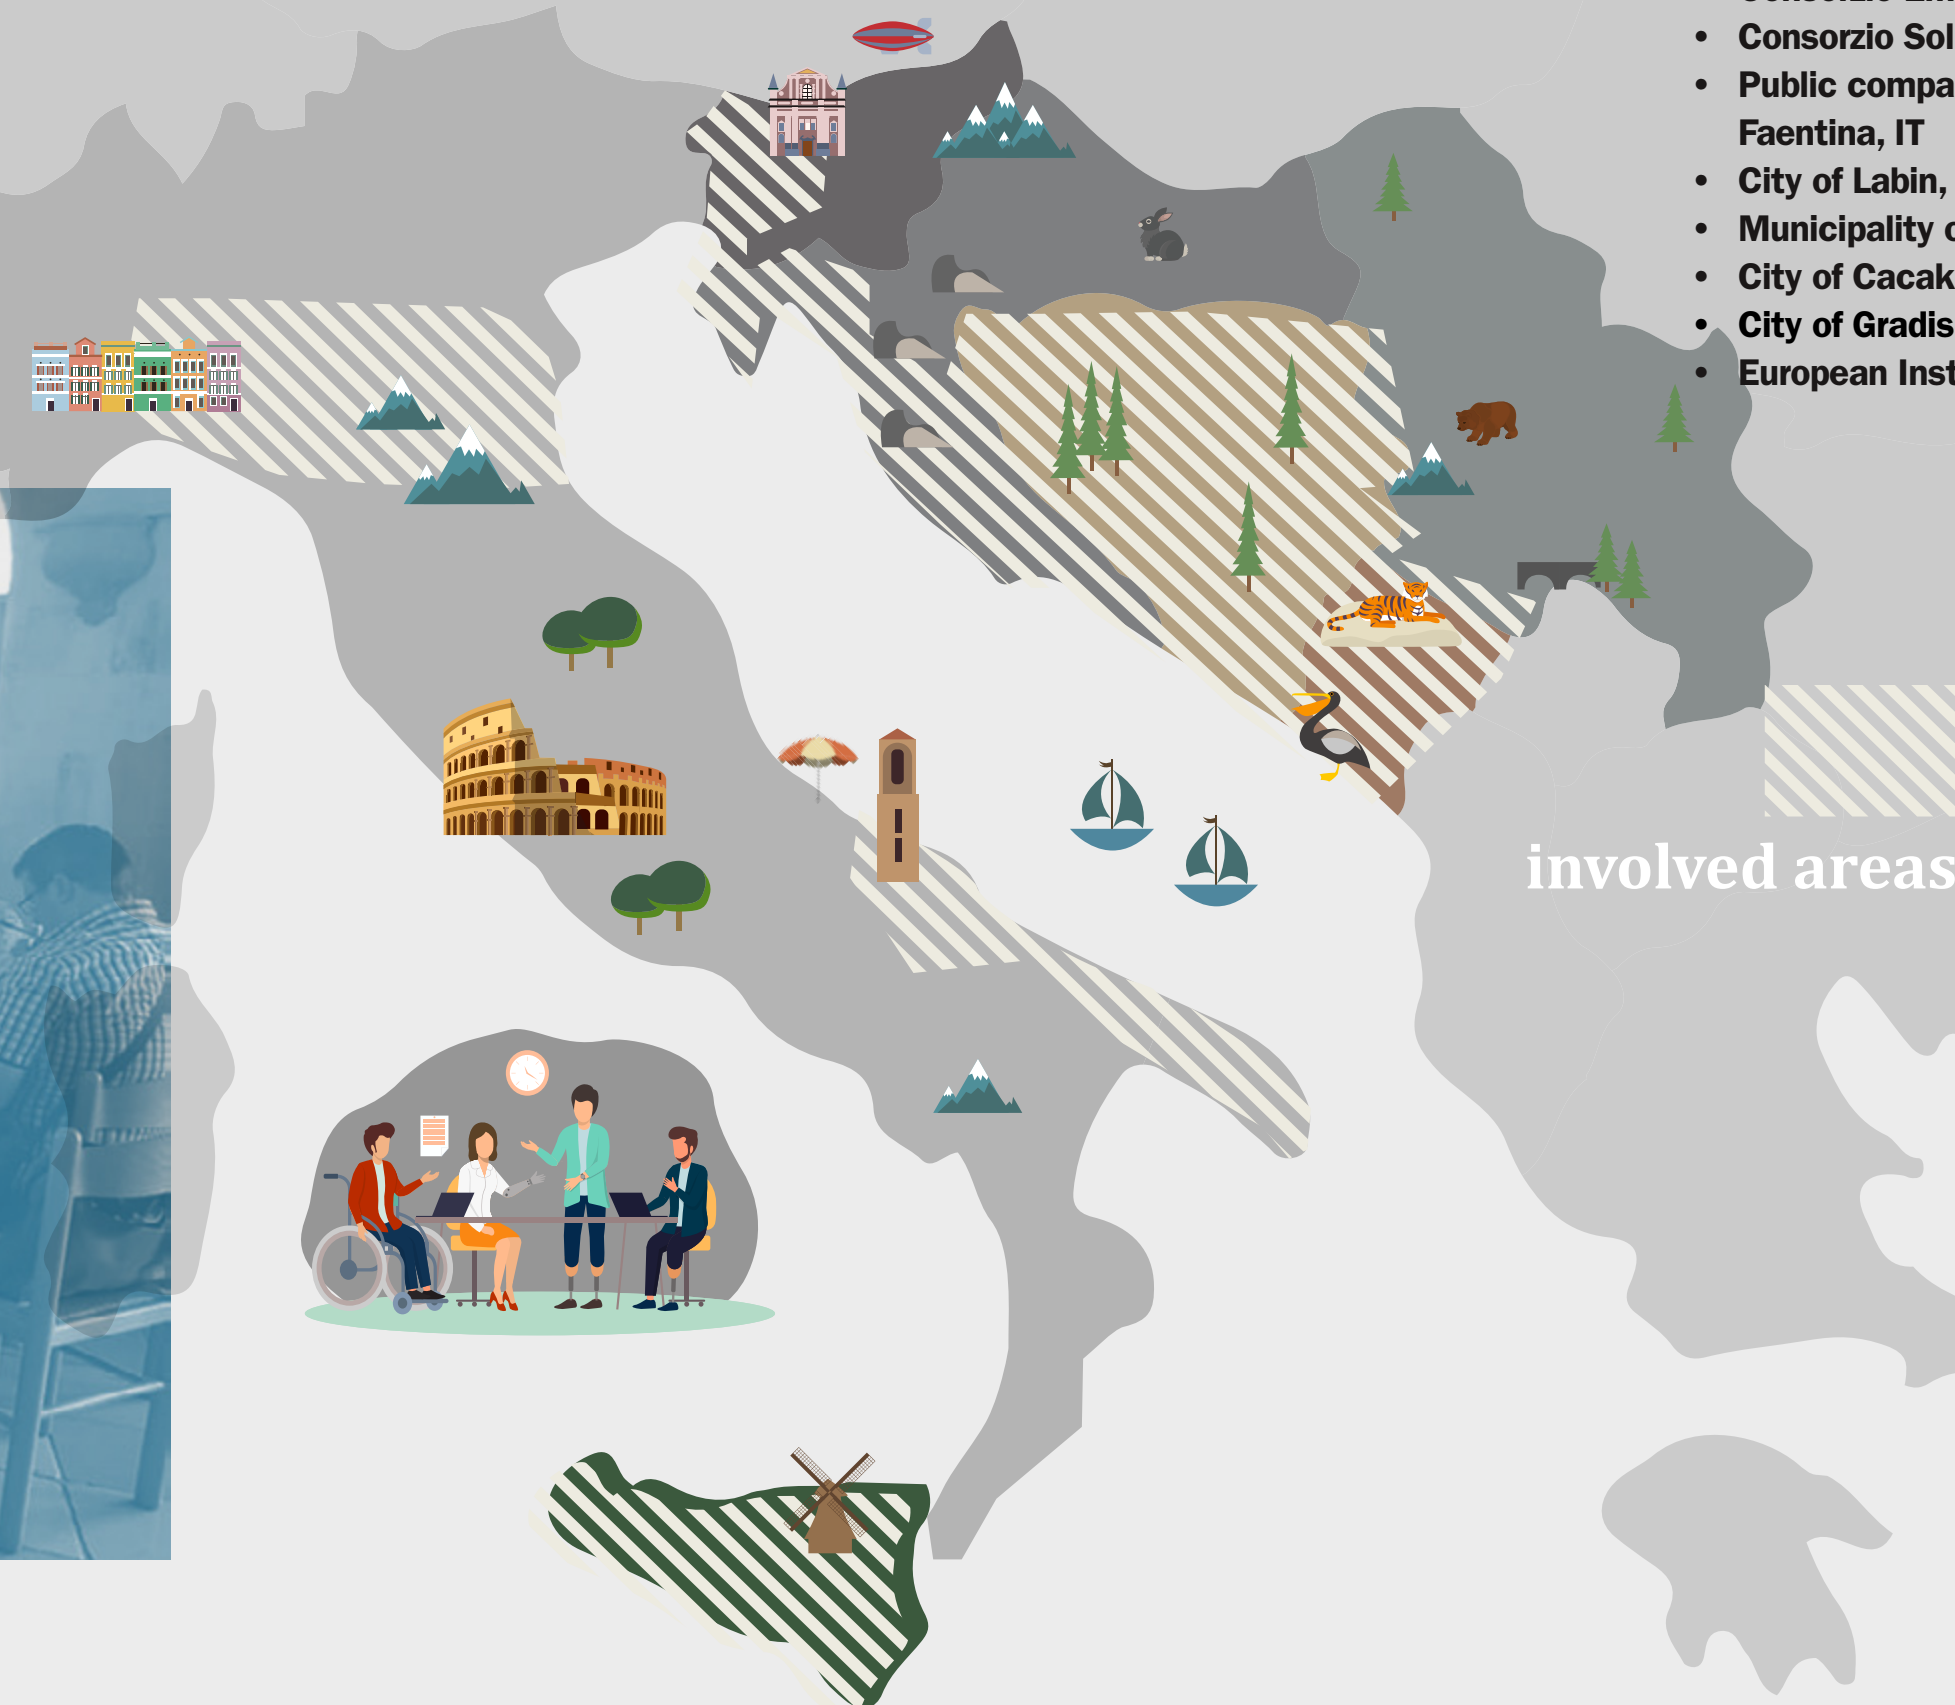 • Consorzio Sol
• Public compa
Faentina, IT
• City of Labin,
• Municipality
• City of Cacak
• City of Gradis
• European Inst
involved areas